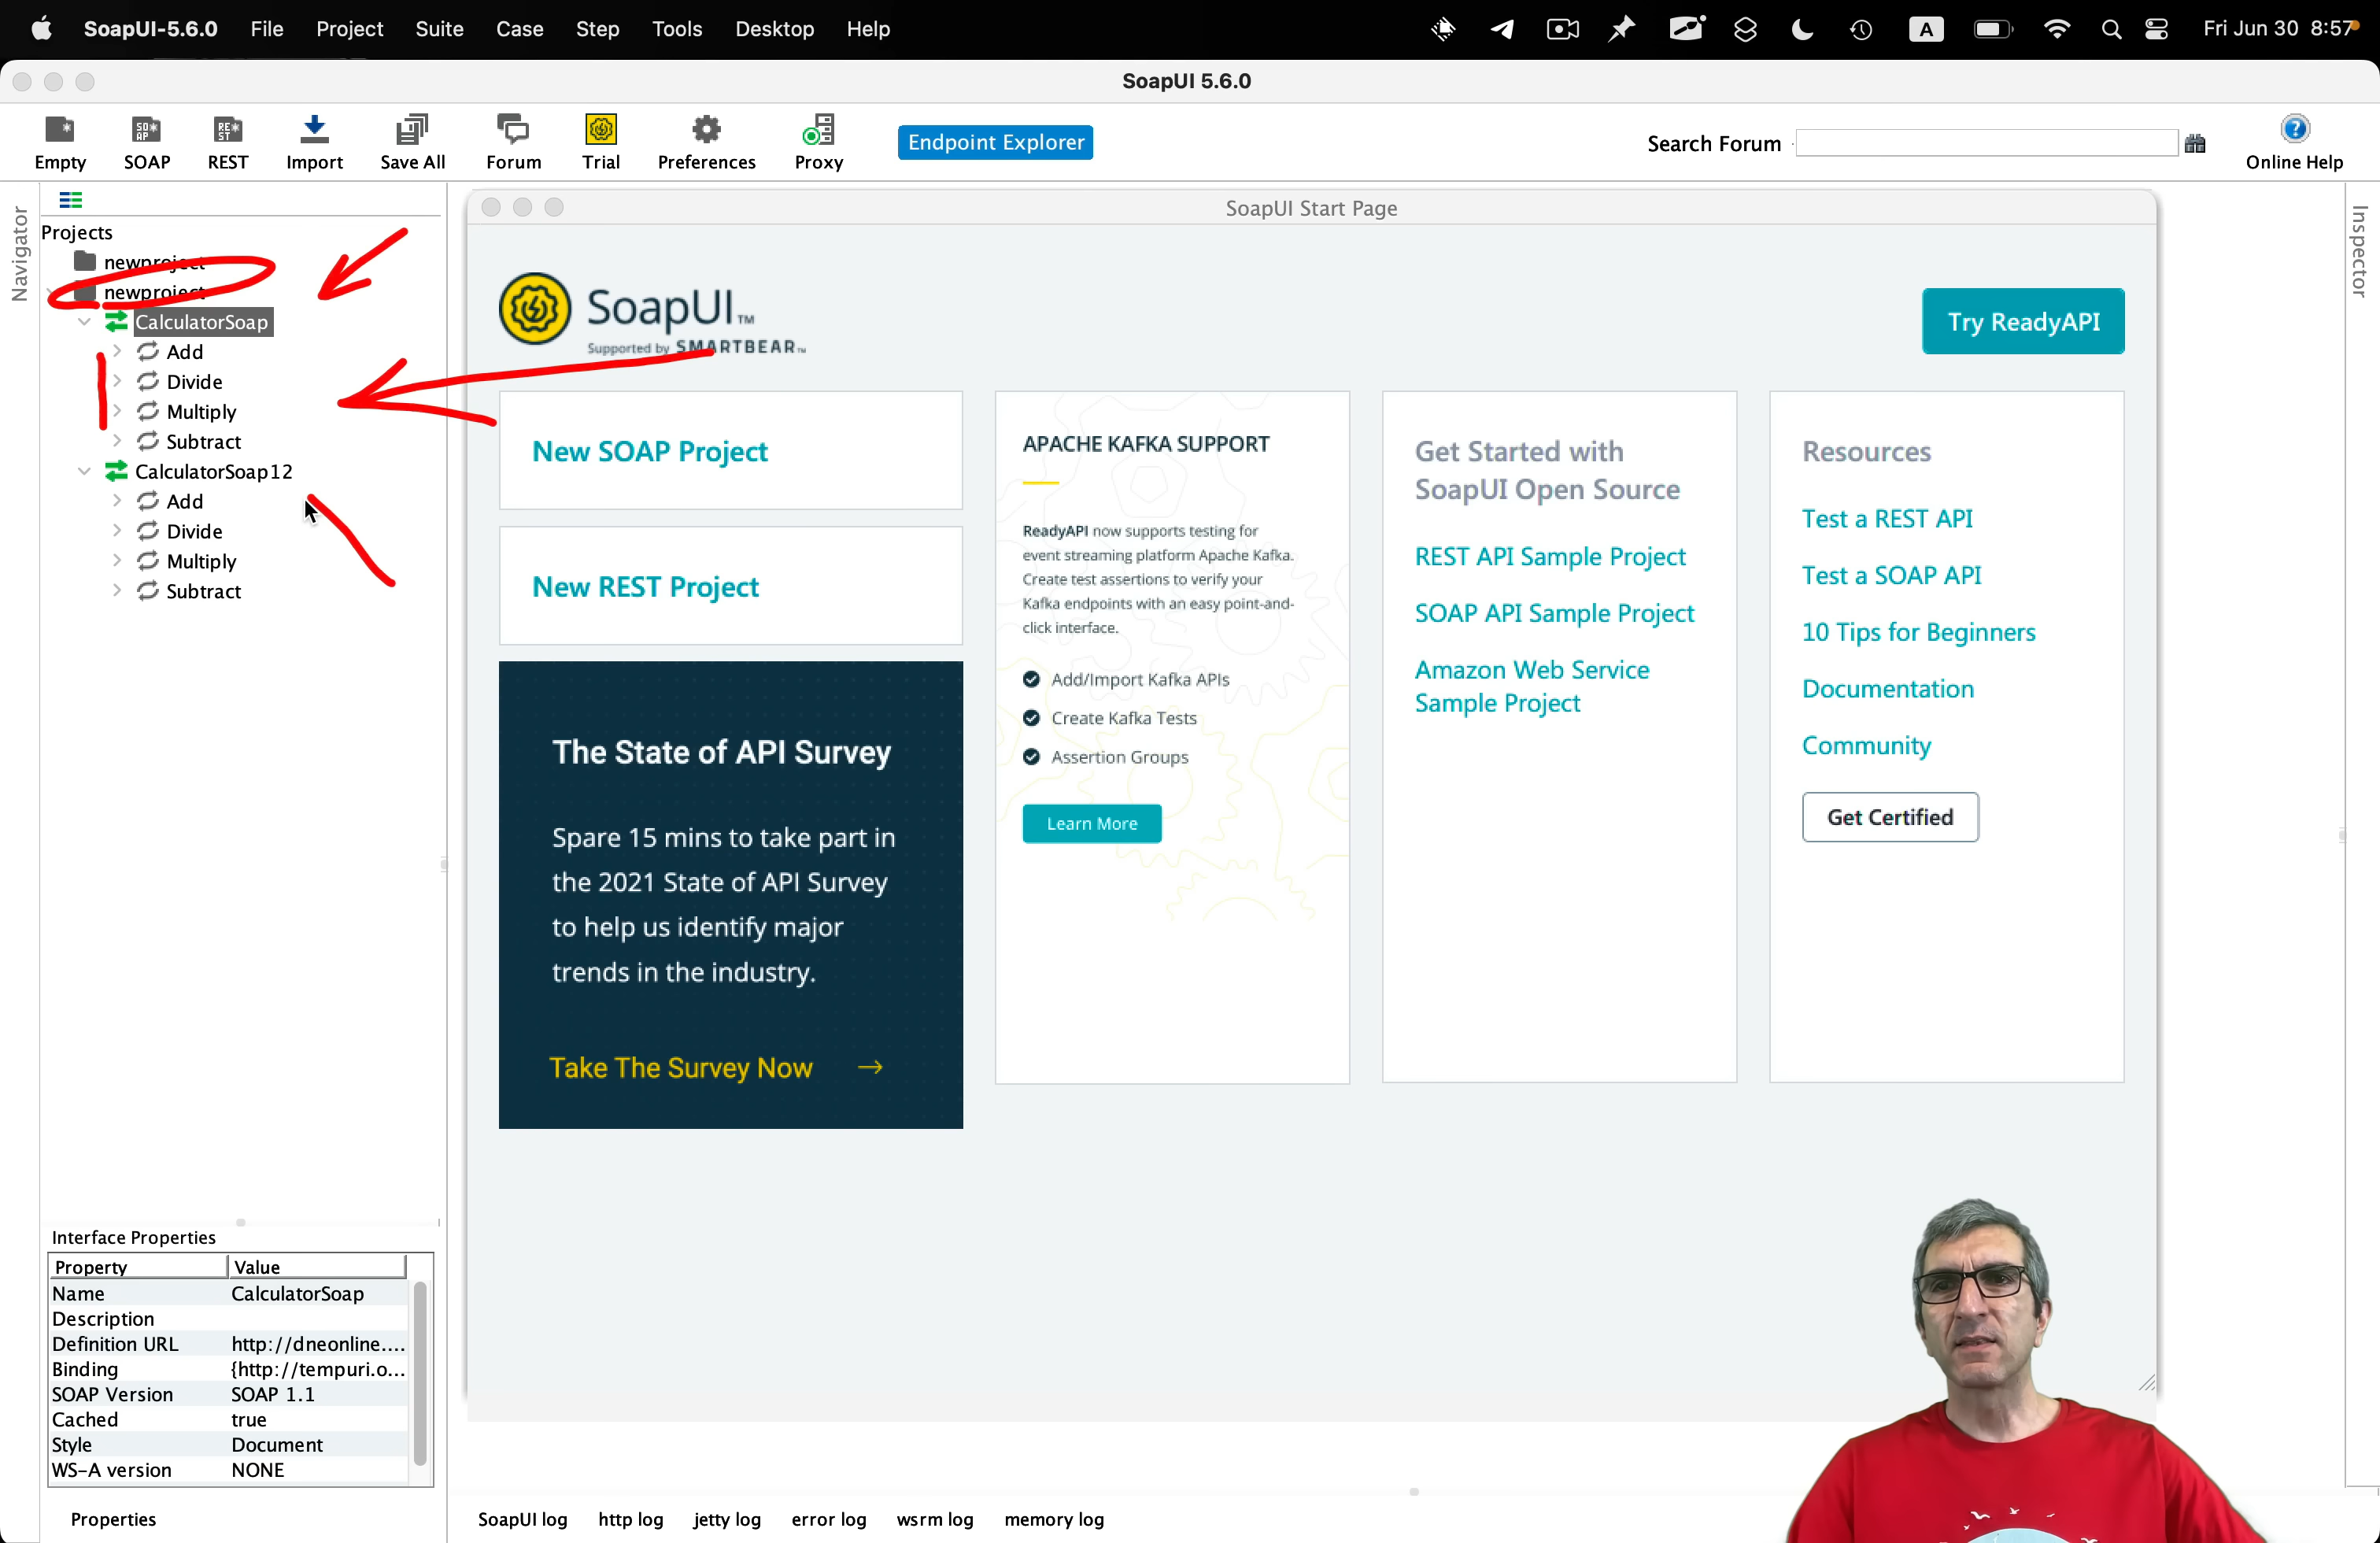 SoapUI-5.6.0 File Project Suite Case Step Tools Desktop Help
A Fri Jun 30 8:57
SoapUI 5.6.0
Empty SOAP REST Import Save All Forum Trial Preferences Proxy
Endpoint Explorer
Search Forum
Online Help
Navigator
Projects
newproject
newproject
CalculatorSoap
Add
Divide
Multiply
Subtract
CalculatorSoap12
Add
Divide
Multiply
Subtract
Interface Properties
Property Value
Name CalculatorSoap
Description
Definition URL http://dneonline....
Binding {http://tempuri.o...
SOAP Version SOAP 1.1
Cached true
Style Document
WS-A version NONE
Properties
SoapUI Start Page
SoapUI™
Supported by SMARTBEAR™
Try ReadyAPI
New SOAP Project
New REST Project
The State of API Survey
Spare 15 mins to take part in
the 2021 State of API Survey
to help us identify major
trends in the industry.
Take The Survey Now →
APACHE KAFKA SUPPORT
ReadyAPI now supports testing for
event streaming platform Apache Kafka.
Create test assertions to verify your
Kafka endpoints with an easy point-and-
click interface.
Add/Import Kafka APIs
Create Kafka Tests
Assertion Groups
Learn More
Get Started with
SoapUI Open Source
REST API Sample Project
SOAP API Sample Project
Amazon Web Service
Sample Project
Resources
Test a REST API
Test a SOAP API
10 Tips for Beginners
Documentation
Community
Get Certified
Inspector
SoapUI log http log jetty log error log wsrm log memory log